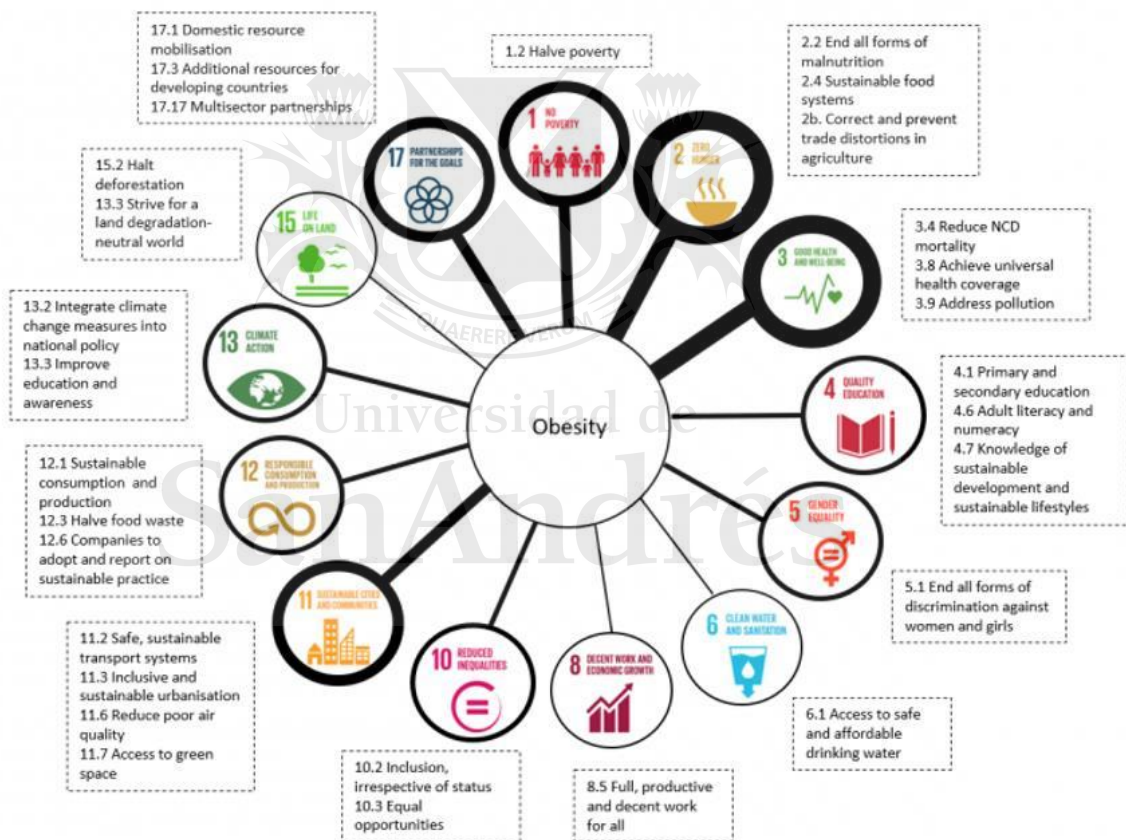 17.1 Domestic resource
mobilisation
17.3 Additional resources for
developing countries
17.17 Multisector partnerships
1.2 Halve poverty
2.2 End all forms of
malnutrition
2.4 Sustainable food
systems
2b. Correct and prevent
trade distortions in
agriculture
1 NO
POVERTY
2 ZERO
HUNGER
17 PARTNERSHIPS
FOR THE GOALS
15.2 Halt
deforestation
13.3 Strive for a
land degradation-
neutral world
15 LIFE
ON LAND
3 GOOD HEALTH
AND WELL-BEING
3.4 Reduce NCD
mortality
3.8 Achieve universal
health coverage
3.9 Address pollution
QUAERERE VERUM
13.2 Integrate climate
change measures into
national policy
13.3 Improve
education and
awareness
13 CLIMATE
ACTION
4 QUALITY
EDUCATION
4.1 Primary and
secondary education
4.6 Adult literacy and
numeracy
4.7 Knowledge of
sustainable
development and
sustainable lifestyles
Universidad de
Obesity
SanAndrés
12.1 Sustainable
consumption and
production
12.3 Halve food waste
12.6 Companies to
adopt and report on
sustainable practice
12 RESPONSIBLE
CONSUMPTION
AND PRODUCTION
5 GENDER
EQUALITY
5.1 End all forms of
discrimination against
women and girls
11 SUSTAINABLE CITIES
AND COMMUNITIES
11.2 Safe, sustainable
transport systems
11.3 Inclusive and
sustainable urbanisation
11.6 Reduce poor air
quality
11.7 Access to green
space
10 REDUCED
INEQUALITIES
8 DECENT WORK AND
ECONOMIC GROWTH
6 CLEAN WATER
AND SANITATION
6.1 Access to safe
and affordable
drinking water
10.2 Inclusion,
irrespective of status
10.3 Equal
opportunities
8.5 Full, productive
and decent work
for all